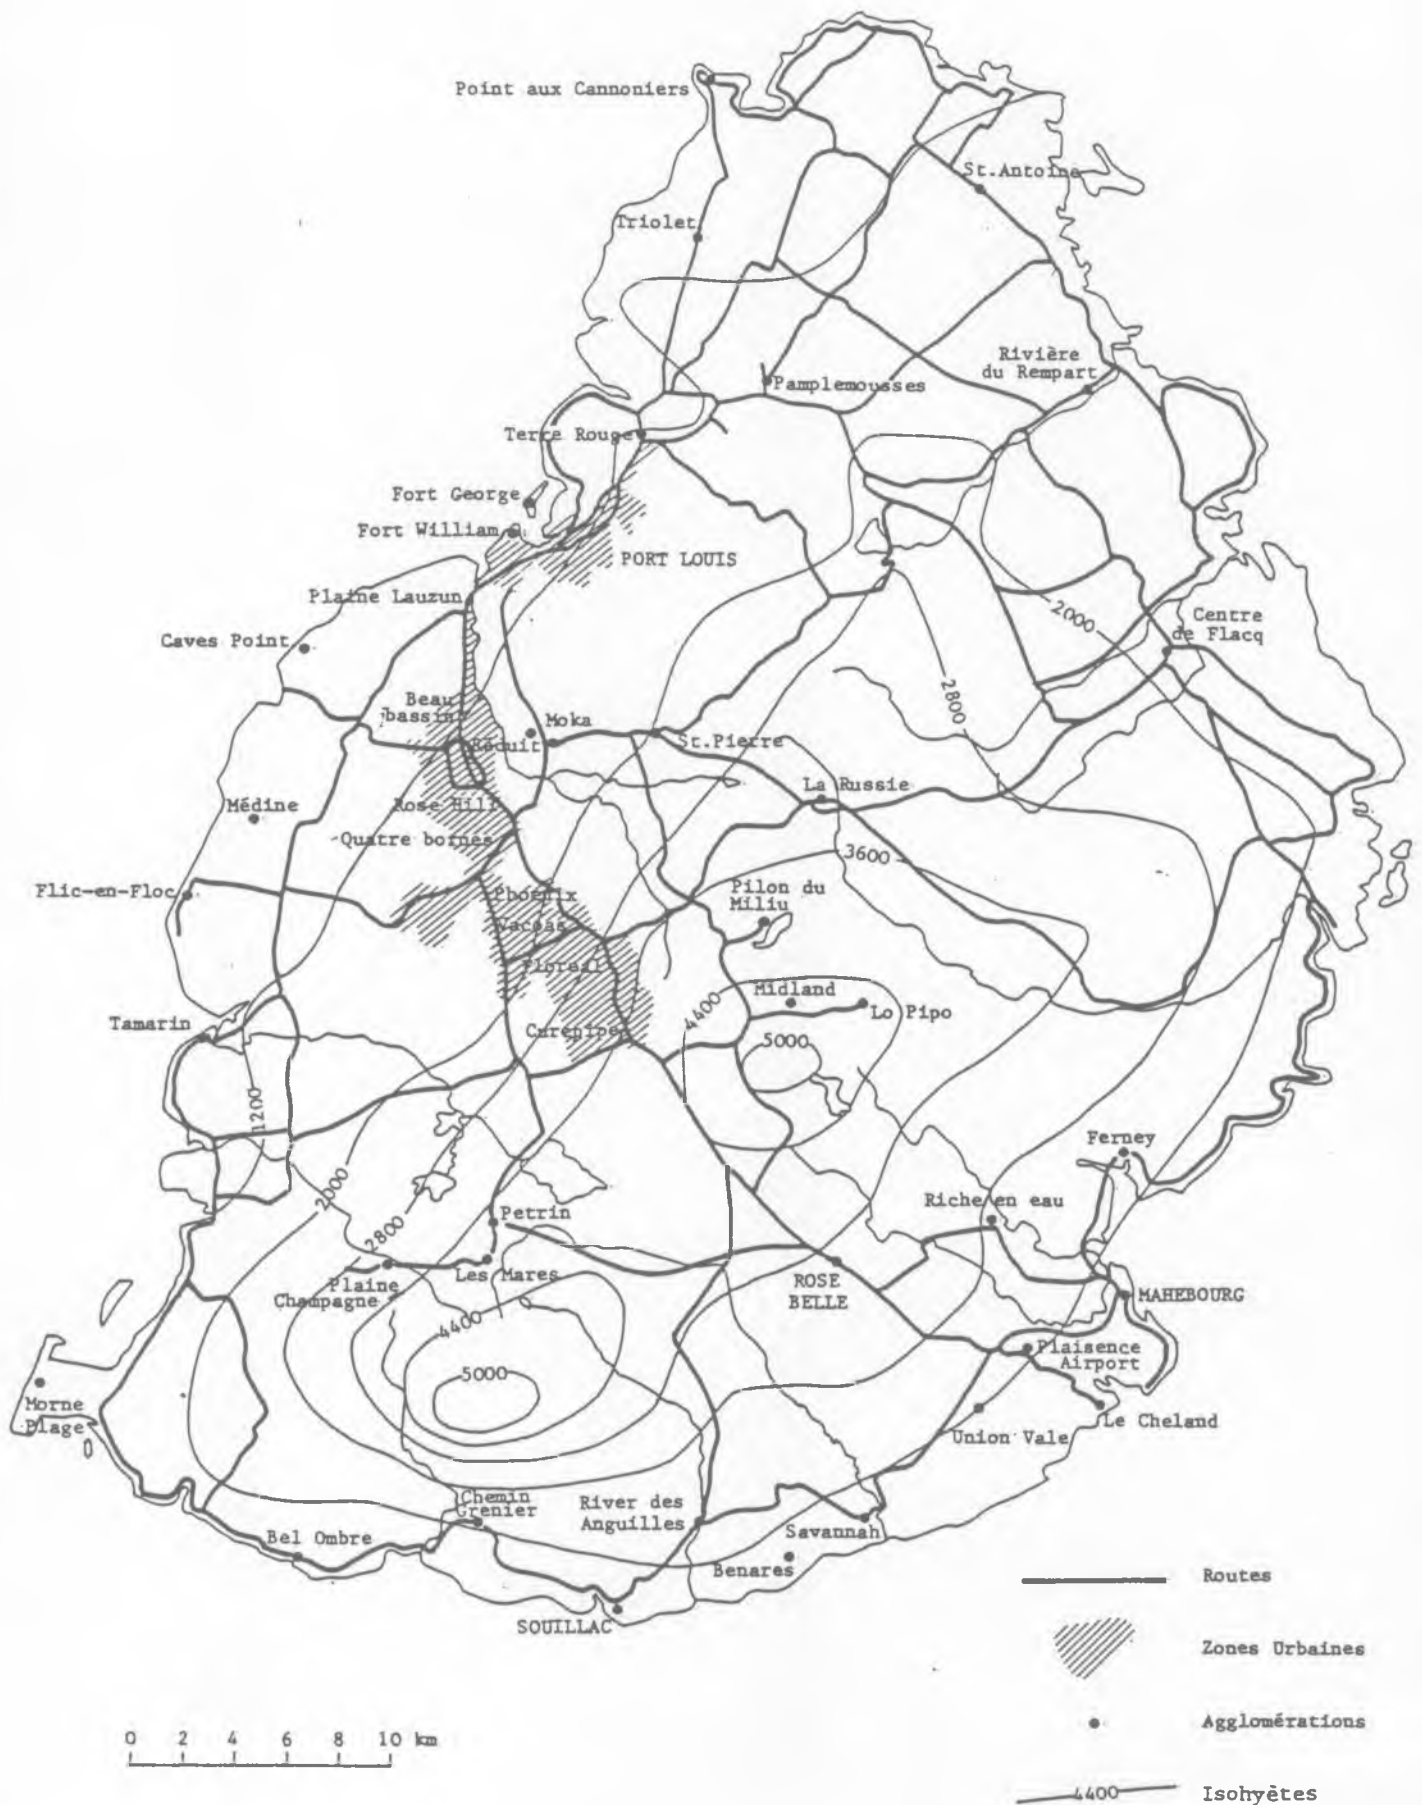 Point aux Cannoniers
St.Antoine
Triolet
Rivière
du Rempart
Pamplemousses
Terre Rouge
Fort George
Fort William
PORT LOUIS
Plaine Lauzun
2000
Centre
de Flacq
Caves Point
2800
Beau
bassin
Moka
Réduit
St.Pierre
La Russie
Médine
Rose Hill
Quatre bornes
3600
Flic-en-Floc
Phoenix
Pilon du
Miliu
Vacoas
Floréal
Midland
4400
Lo Pipo
Tamarin
Curepipe
5000
1200
Ferney
2000
Riche en eau
Petrin
2800
Les Mares
Plaine
Champagne
ROSE
BELLE
MAHEBOURG
4400
Plaisence
Airport
5000
Morne
Plage
Le Cheland
Union Vale
Chemin
Grenier
River des
Anguilles
Savannah
Bel Ombre
Benares
SOUILLAC
Routes
Zones Urbaines
Agglomérations
0 2 4 6 8 10 km
4400
Isohyètes